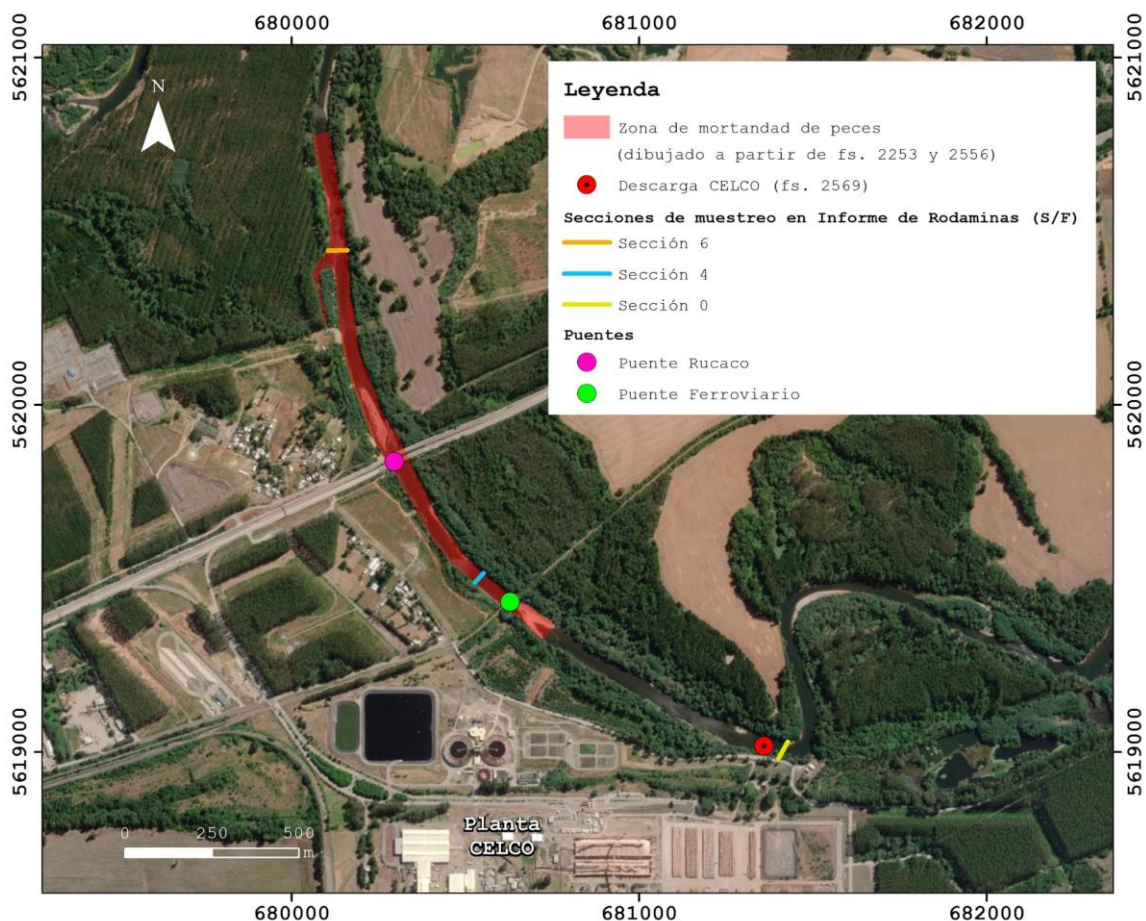 680000 681000 682000
5621000 5621000
N
Leyenda
Zona de mortandad de peces
(dibujado a partir de fs. 2253 y 2556)
Descarga CELCO (fs. 2569)
Secciones de muestreo en Informe de Rodaminas (S/F)
Sección 6
Sección 4
Sección 0
Puentes
Puente Rucaco
Puente Ferroviario
5620000 5620000
5619000 5619000
Planta
CELCO
0 250 500
m
680000 681000 682000